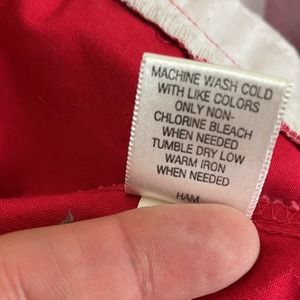 MACHINE WASH COLD
WITH LIKE COLORS
ONLY NON-
CHLORINE BLEACH
WHEN NEEDED
TUMBLE DRY LOW
WARM IRON
WHEN NEEDED
HAM